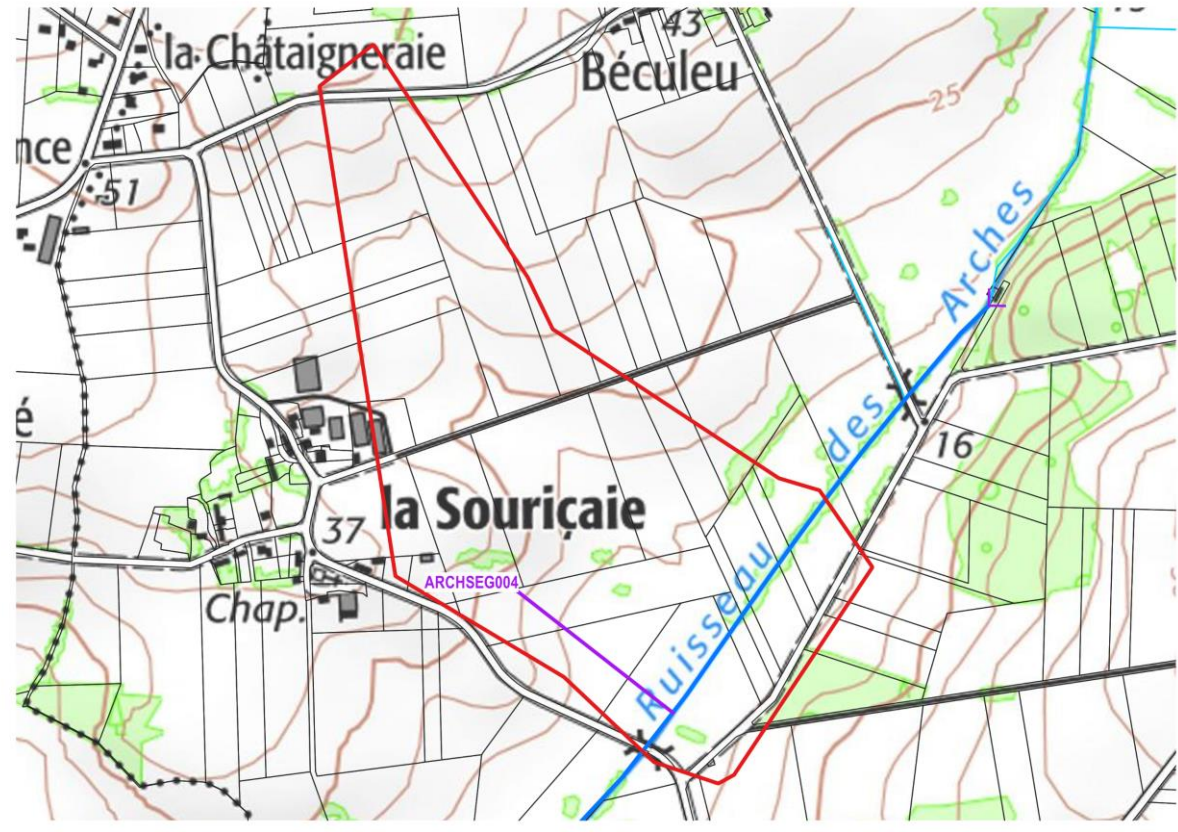 43
la Châtaigneraie
Béculeu
25
nce
51
Ruisseau des Arches
é
16
la Souriçaie
37
ARCHSEG004
Chap.